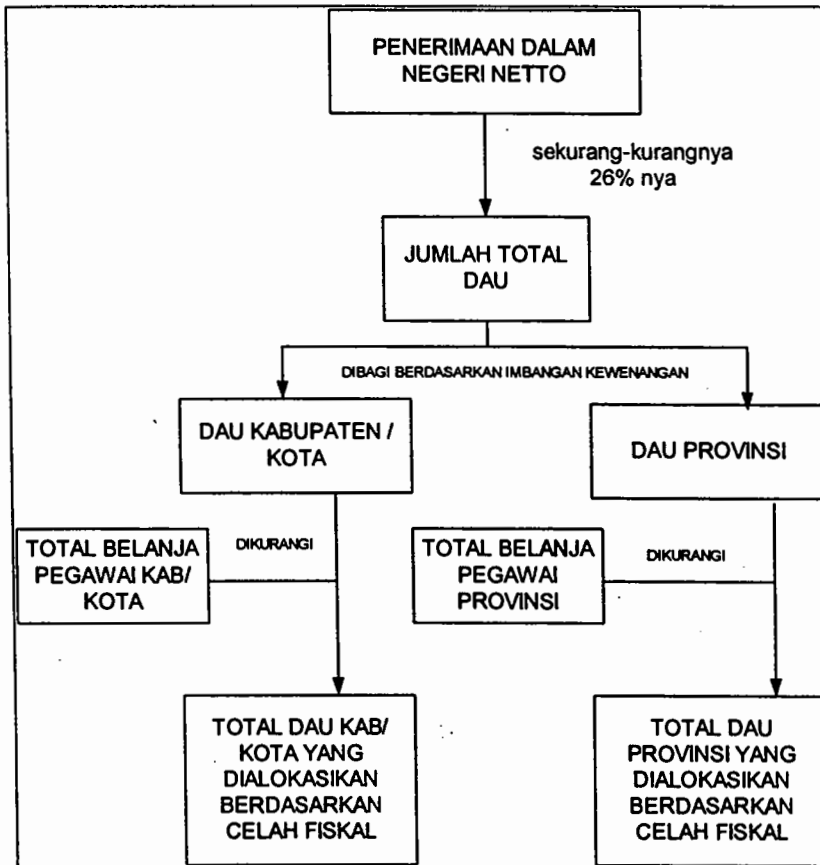 PENERIMAAN DALAM
NEGERI NETTO
sekurang-kurangnya
26% nya
JUMLAH TOTAL
DAU
DIBAGI BERDASARKAN IMBANGAN KEWENANGAN
DAU KABUPATEN /
KOTA
DAU PROVINSI
TOTAL BELANJA
PEGAWAI KAB/
KOTA
DIKURANGI
TOTAL BELANJA
PEGAWAI
PROVINSI
DIKURANGI
TOTAL DAU KAB/
KOTA YANG
DIALOKASIKAN
BERDASARKAN
CELAH FISKAL
TOTAL DAU
PROVINSI YANG
DIALOKASIKAN
BERDASARKAN
CELAH FISKAL